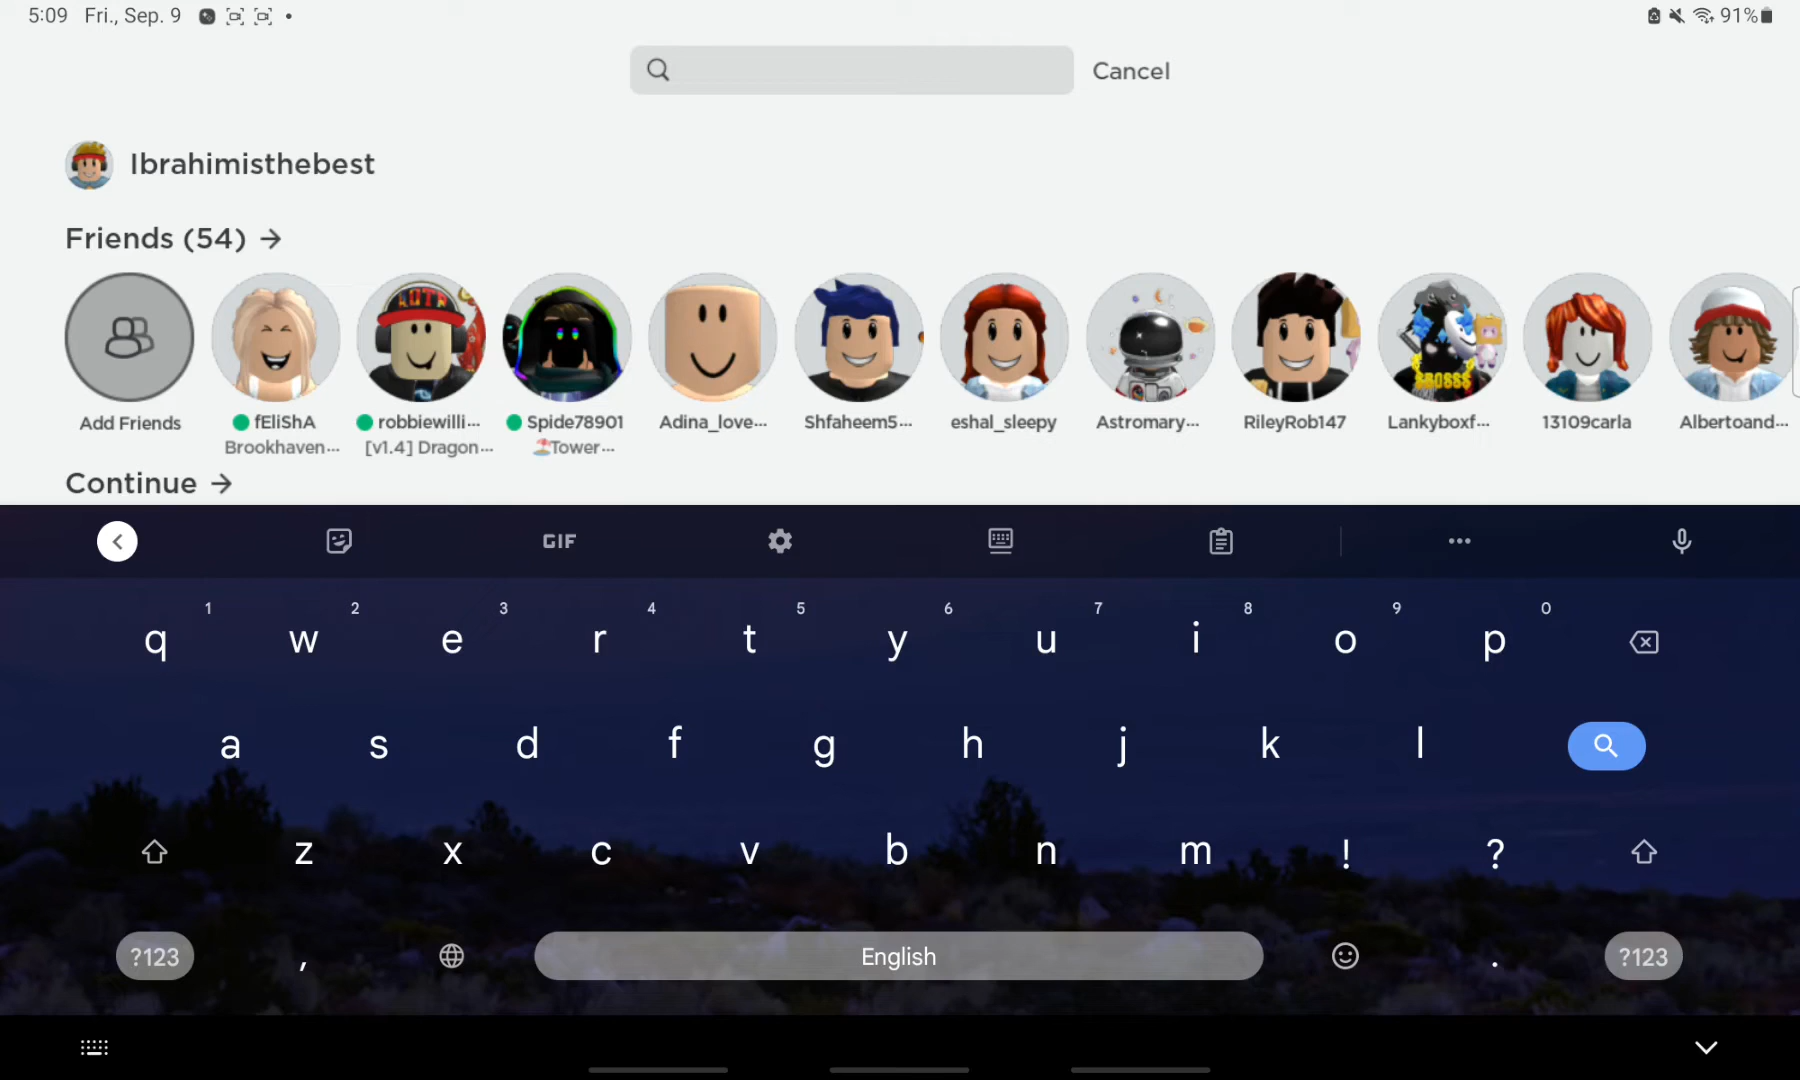 5:09 Fri., Sep. 9 91%
Cancel
Ibrahimisthebest
Friends (54) →
Add Friends
fEliShA
Brookhaven...
robbiewilli...
[v1.4] Dragon...
Spide78901
Tower...
Adina_love...
Shfaheem5...
eshal_sleepy
Astromary...
RileyRob147
Lankyboxf...
13109carla
Albertoand...
Continue →
GIF
1 2 3 4 5 6 7 8 9 0
q w e r t y u i o p
a s d f g h j k l
z x c v b n m ! ?
?123 , English . ?123